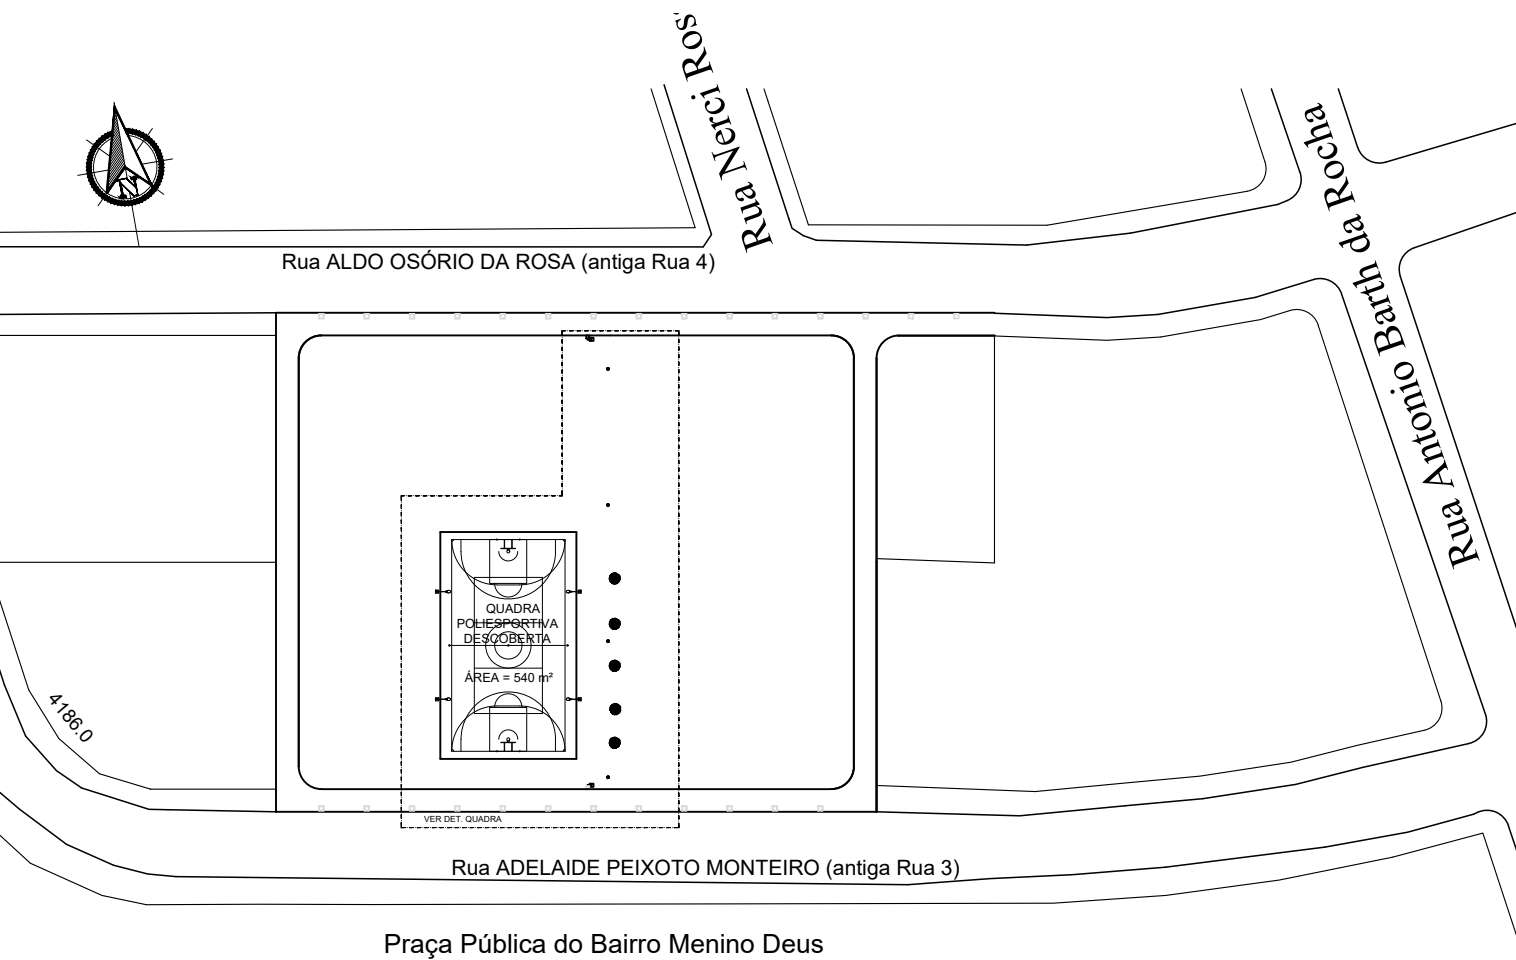 Rua Nerci Ros
Rua Antonio Barth da Rocha
N
Rua ALDO OSÓRIO DA ROSA (antiga Rua 4)
QUADRA
POLIESPORTIVA
DESCOBERTA
ÁREA = 540 m²
4186.0
VER DET. QUADRA
Rua ADELAIDE PEIXOTO MONTEIRO (antiga Rua 3)
Praça Pública do Bairro Menino Deus